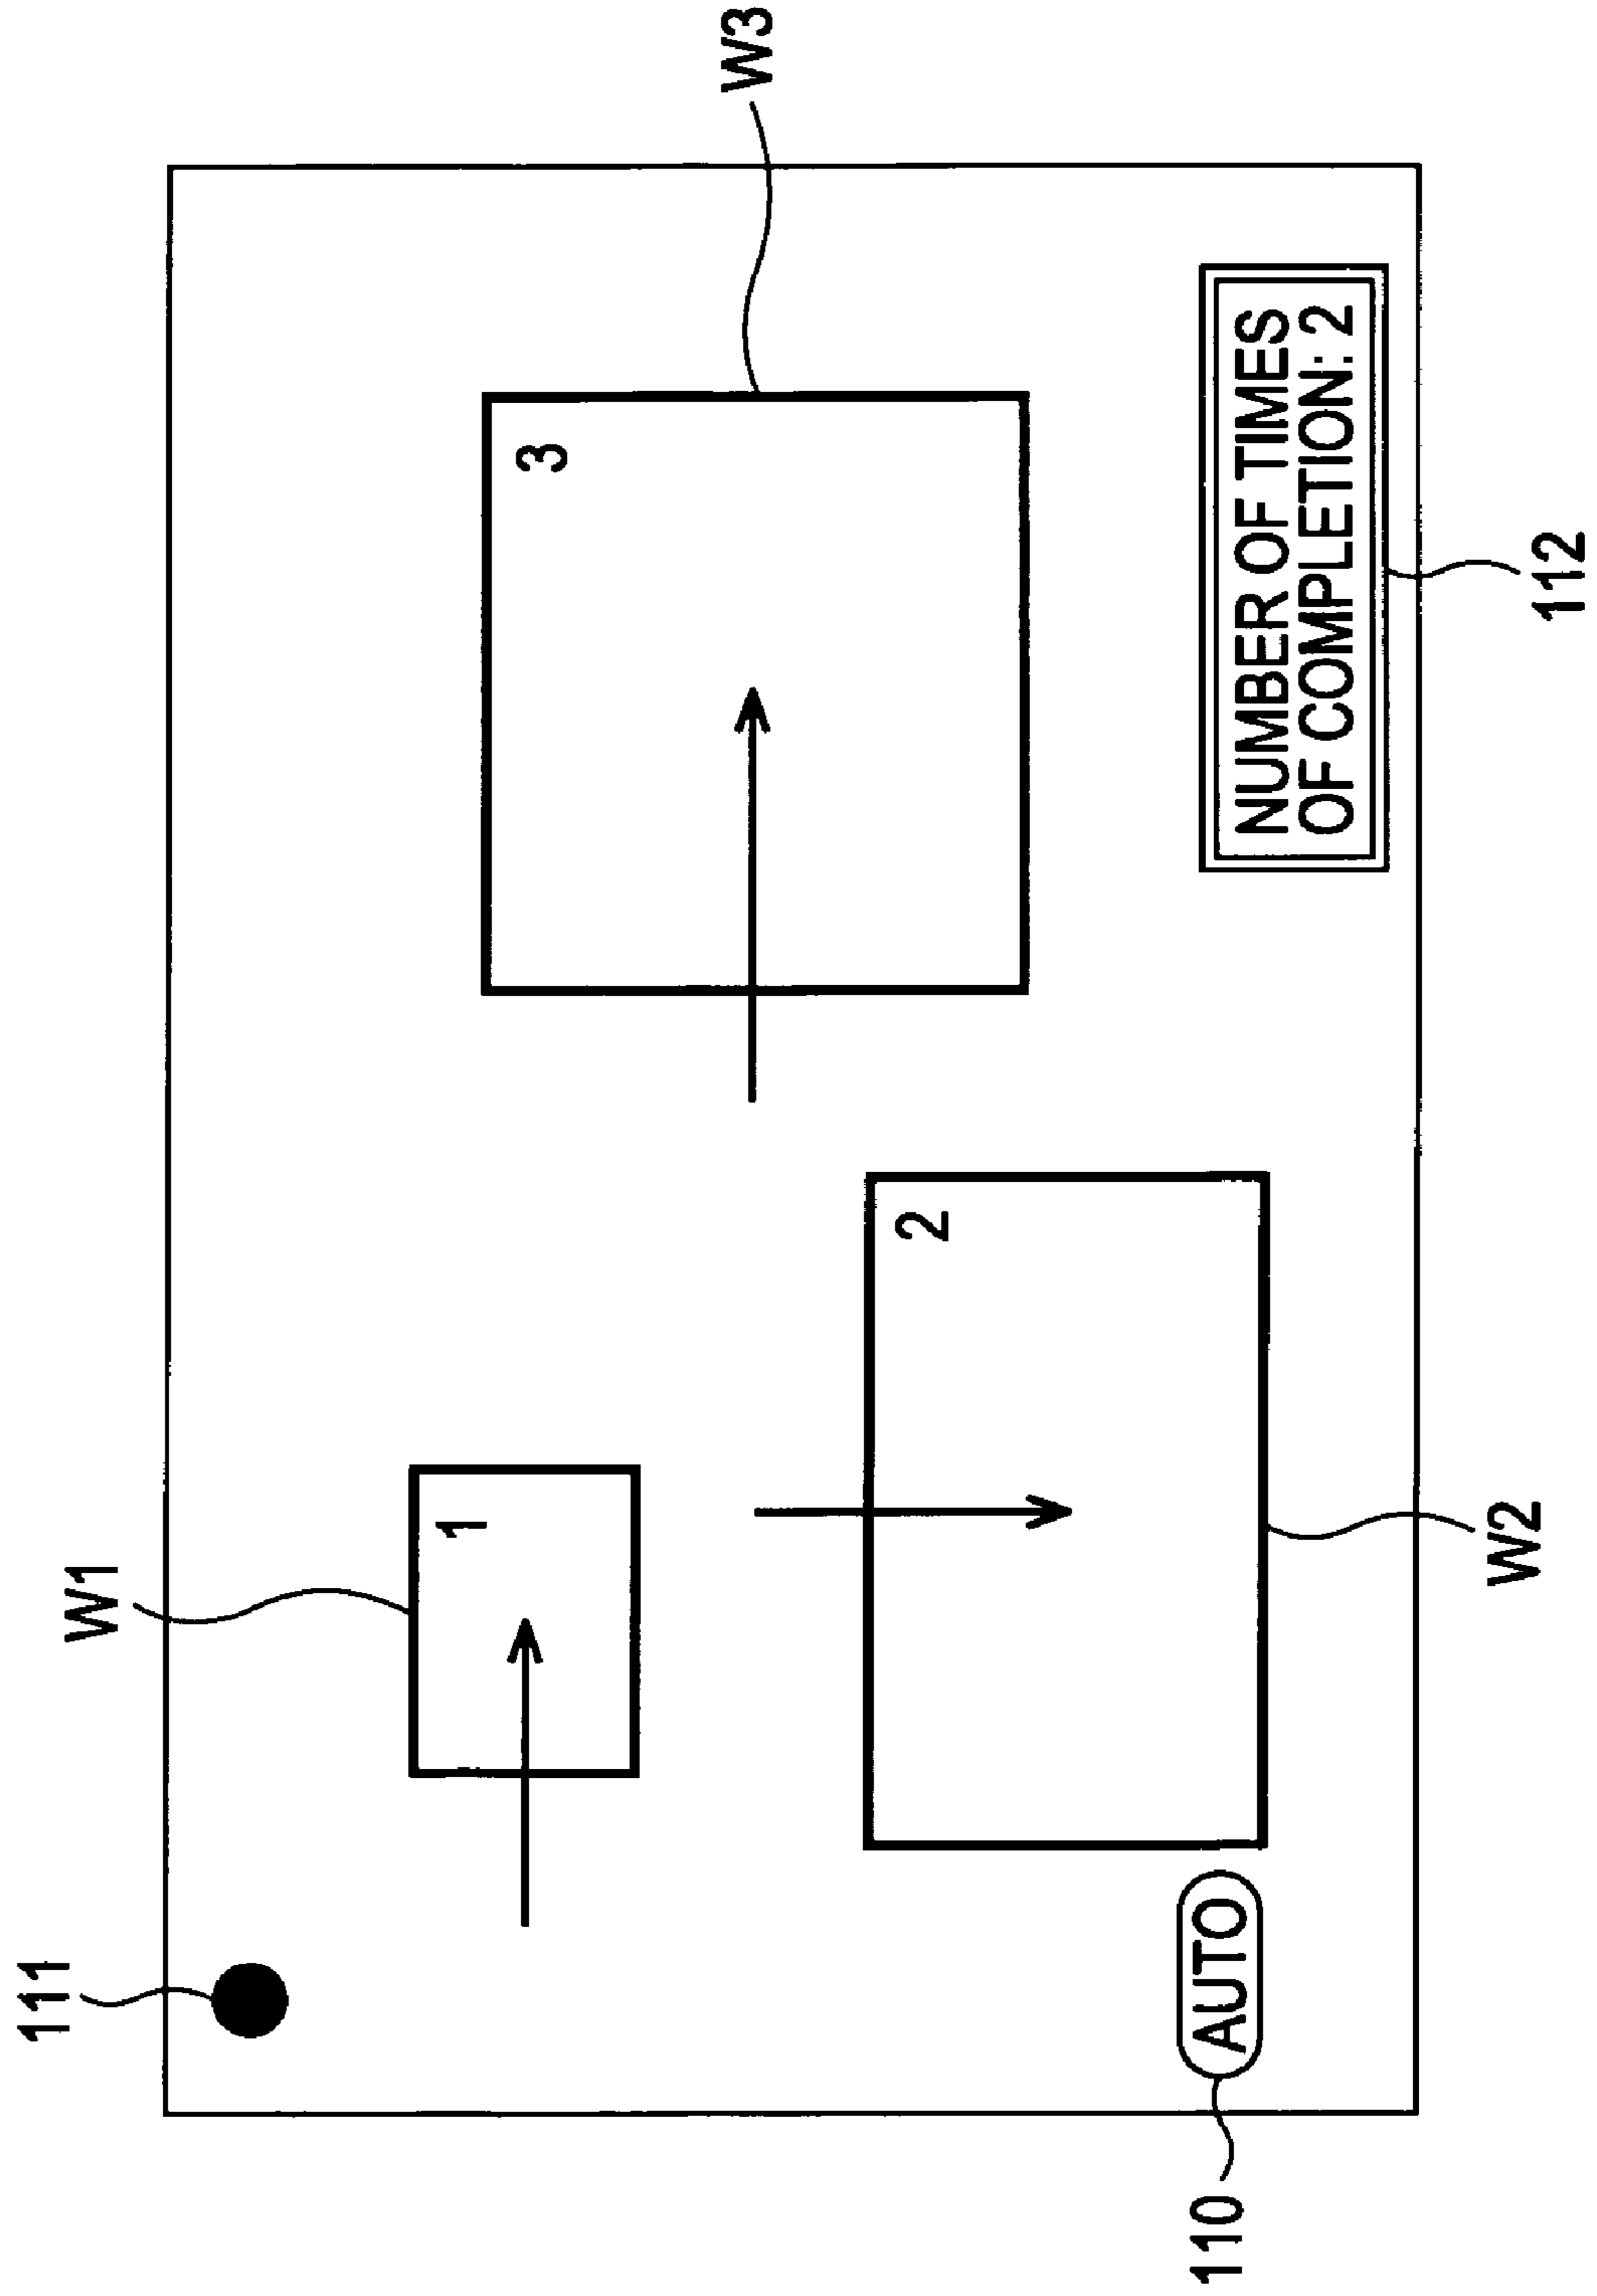 111
W1
W3
1
3
2
AUTO
NUMBER OF TIMES
OF COMPLETION: 2
110
W2
112